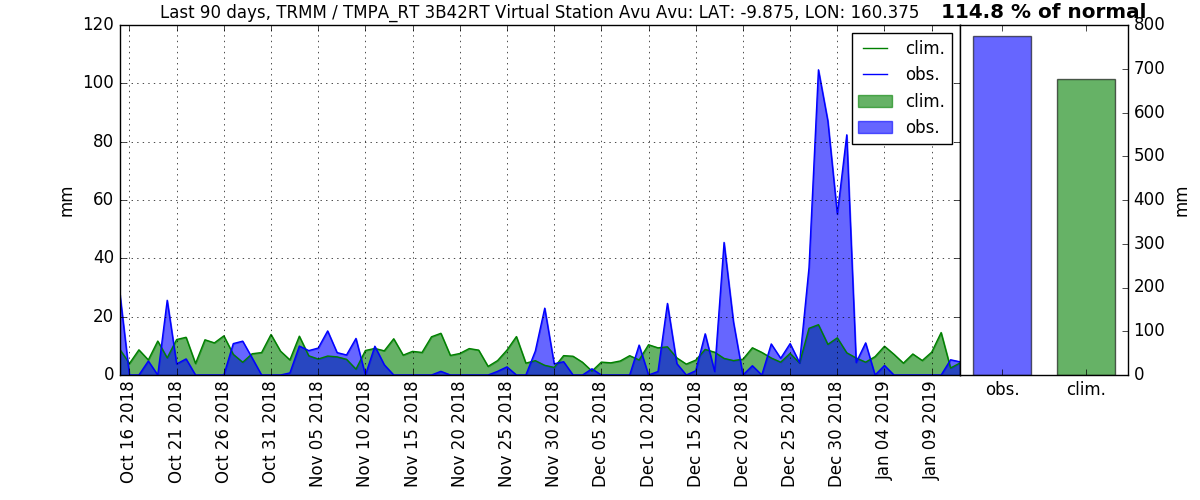 Last 90 days, TRMM / TMPA_RT 3B42RT Virtual Station Avu Avu: LAT: -9.875, LON: 160.375
114.8 % of normal
mm
120
100
80
60
40
20
0
clim.
obs.
clim.
obs.
Oct 16 2018
Oct 21 2018
Oct 26 2018
Oct 31 2018
Nov 05 2018
Nov 10 2018
Nov 15 2018
Nov 20 2018
Nov 25 2018
Nov 30 2018
Dec 05 2018
Dec 10 2018
Dec 15 2018
Dec 20 2018
Dec 25 2018
Dec 30 2018
Jan 04 2019
Jan 09 2019
800
700
600
500
400
300
200
100
0
mm
obs.
clim.